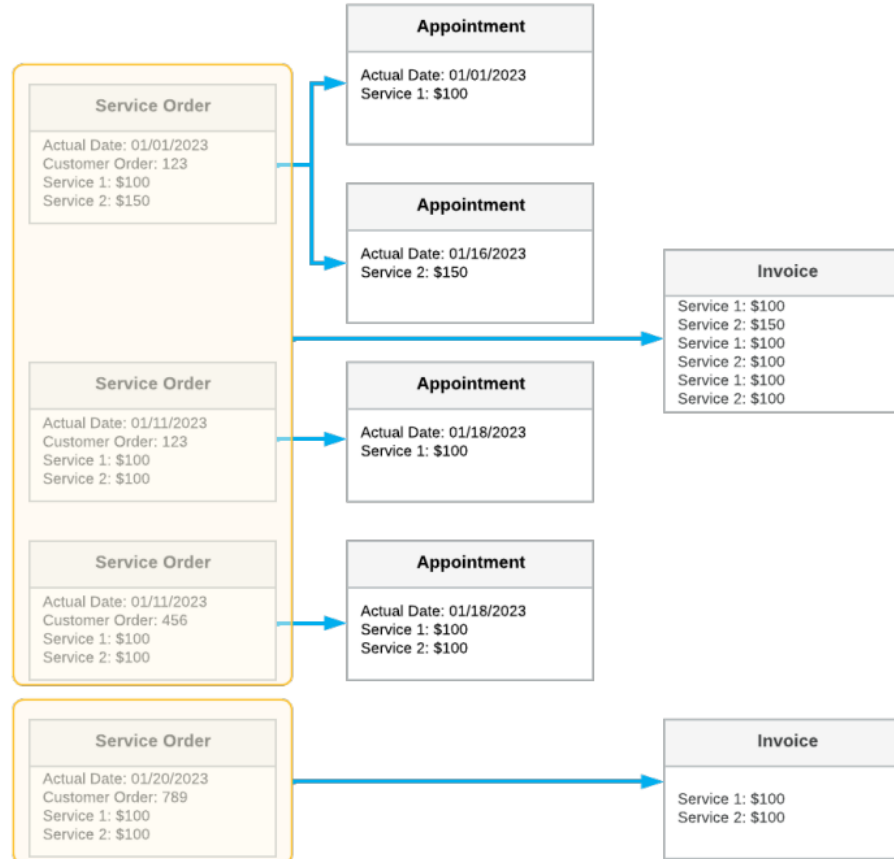 Appointment
Actual Date: 01/01/2023
Service 1: $100
Service Order
Actual Date: 01/01/2023
Customer Order: 123
Service 1: $100
Service 2: $150
Appointment
Actual Date: 01/16/2023
Service 2: $150
Invoice
Service 1: $100
Service 2: $150
Service 1: $100
Service 2: $100
Service 1: $100
Service 2: $100
Service Order
Actual Date: 01/11/2023
Customer Order: 123
Service 1: $100
Service 2: $100
Appointment
Actual Date: 01/18/2023
Service 1: $100
Service Order
Actual Date: 01/11/2023
Customer Order: 456
Service 1: $100
Service 2: $100
Appointment
Actual Date: 01/18/2023
Service 1: $100
Service 2: $100
Service Order
Actual Date: 01/20/2023
Customer Order: 789
Service 1: $100
Service 2: $100
Invoice
Service 1: $100
Service 2: $100